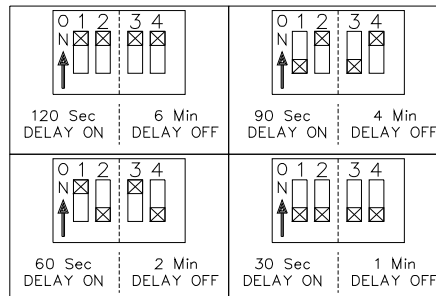 O 1 2 3 4
N
120 Sec 6 Min
DELAY ON DELAY OFF
O 1 2 3 4
N
90 Sec 4 Min
DELAY ON DELAY OFF
O 1 2 3 4
N
60 Sec 2 Min
DELAY ON DELAY OFF
O 1 2 3 4
N
30 Sec 1 Min
DELAY ON DELAY OFF